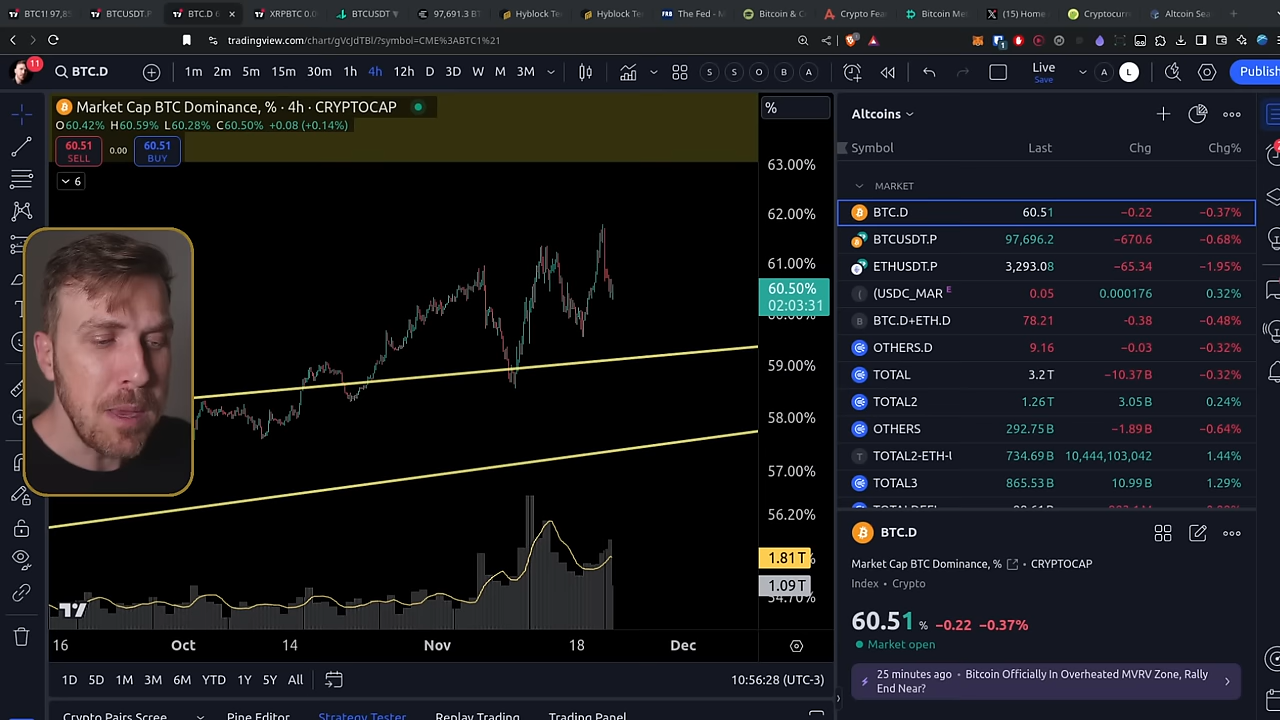 BTC1! 97,85
BTCUSDT.P
BTC.D 6
XRPBTC 0.0
BTCUSDT
97,691.3 BT
Hyblock Te
Hyblock Te
The Fed - M
Bitcoin & C
Crypto Fear
Bitcoin Me
(15) Home
Cryptocurr
Altcoin Sea
tradingview.com/chart/gVcJdTBI/?symbol=CME%3ABTC1%21
11
BTC.D
1m 2m 5m 15m 30m 1h 4h 12h D 3D W M 3M
S S O B A
Live
Save
A L
Publish
Market Cap BTC Dominance, % · 4h · CRYPTOCAP
O60.42% H60.59% L60.28% C60.50% +0.08 (+0.14%)
60.51
SELL
0.00
60.51
BUY
6
%
63.00%
62.00%
61.00%
60.50%
02:03:31
60.00%
59.00%
58.00%
57.00%
56.20%
1.81 T
1.09 T
54.70%
16 Oct 14 Nov 18 Dec
1D 5D 1M 3M 6M YTD 1Y 5Y All
10:56:28 (UTC-3)
Crypto Pairs Scree
Pine Editor
Strategy Tester
Replay Trading
Trading Panel
Altcoins
Symbol Last Chg Chg%
MARKET
BTC.D 60.51 −0.22 −0.37%
BTCUSDT.P 97,696.2 −670.6 −0.68%
ETHUSDT.P 3,293.08 −65.34 −1.95%
(USDC_MAR E 0.05 0.000176 0.32%
BTC.D+ETH.D 78.21 −0.38 −0.48%
OTHERS.D 9.16 −0.03 −0.32%
TOTAL 3.2 T −10.37 B −0.32%
TOTAL2 1.26 T 3.05 B 0.24%
OTHERS 292.75 B −1.89 B −0.64%
TOTAL2-ETH-U 734.69 B 10,444,103,042 1.44%
TOTAL3 865.53 B 10.99 B 1.29%
BTC.D
Market Cap BTC Dominance, % • CRYPTOCAP
Index • Crypto
60.51 % −0.22 −0.37%
Market open
25 minutes ago • Bitcoin Officially In Overheated MVRV Zone, Rally
End Near?